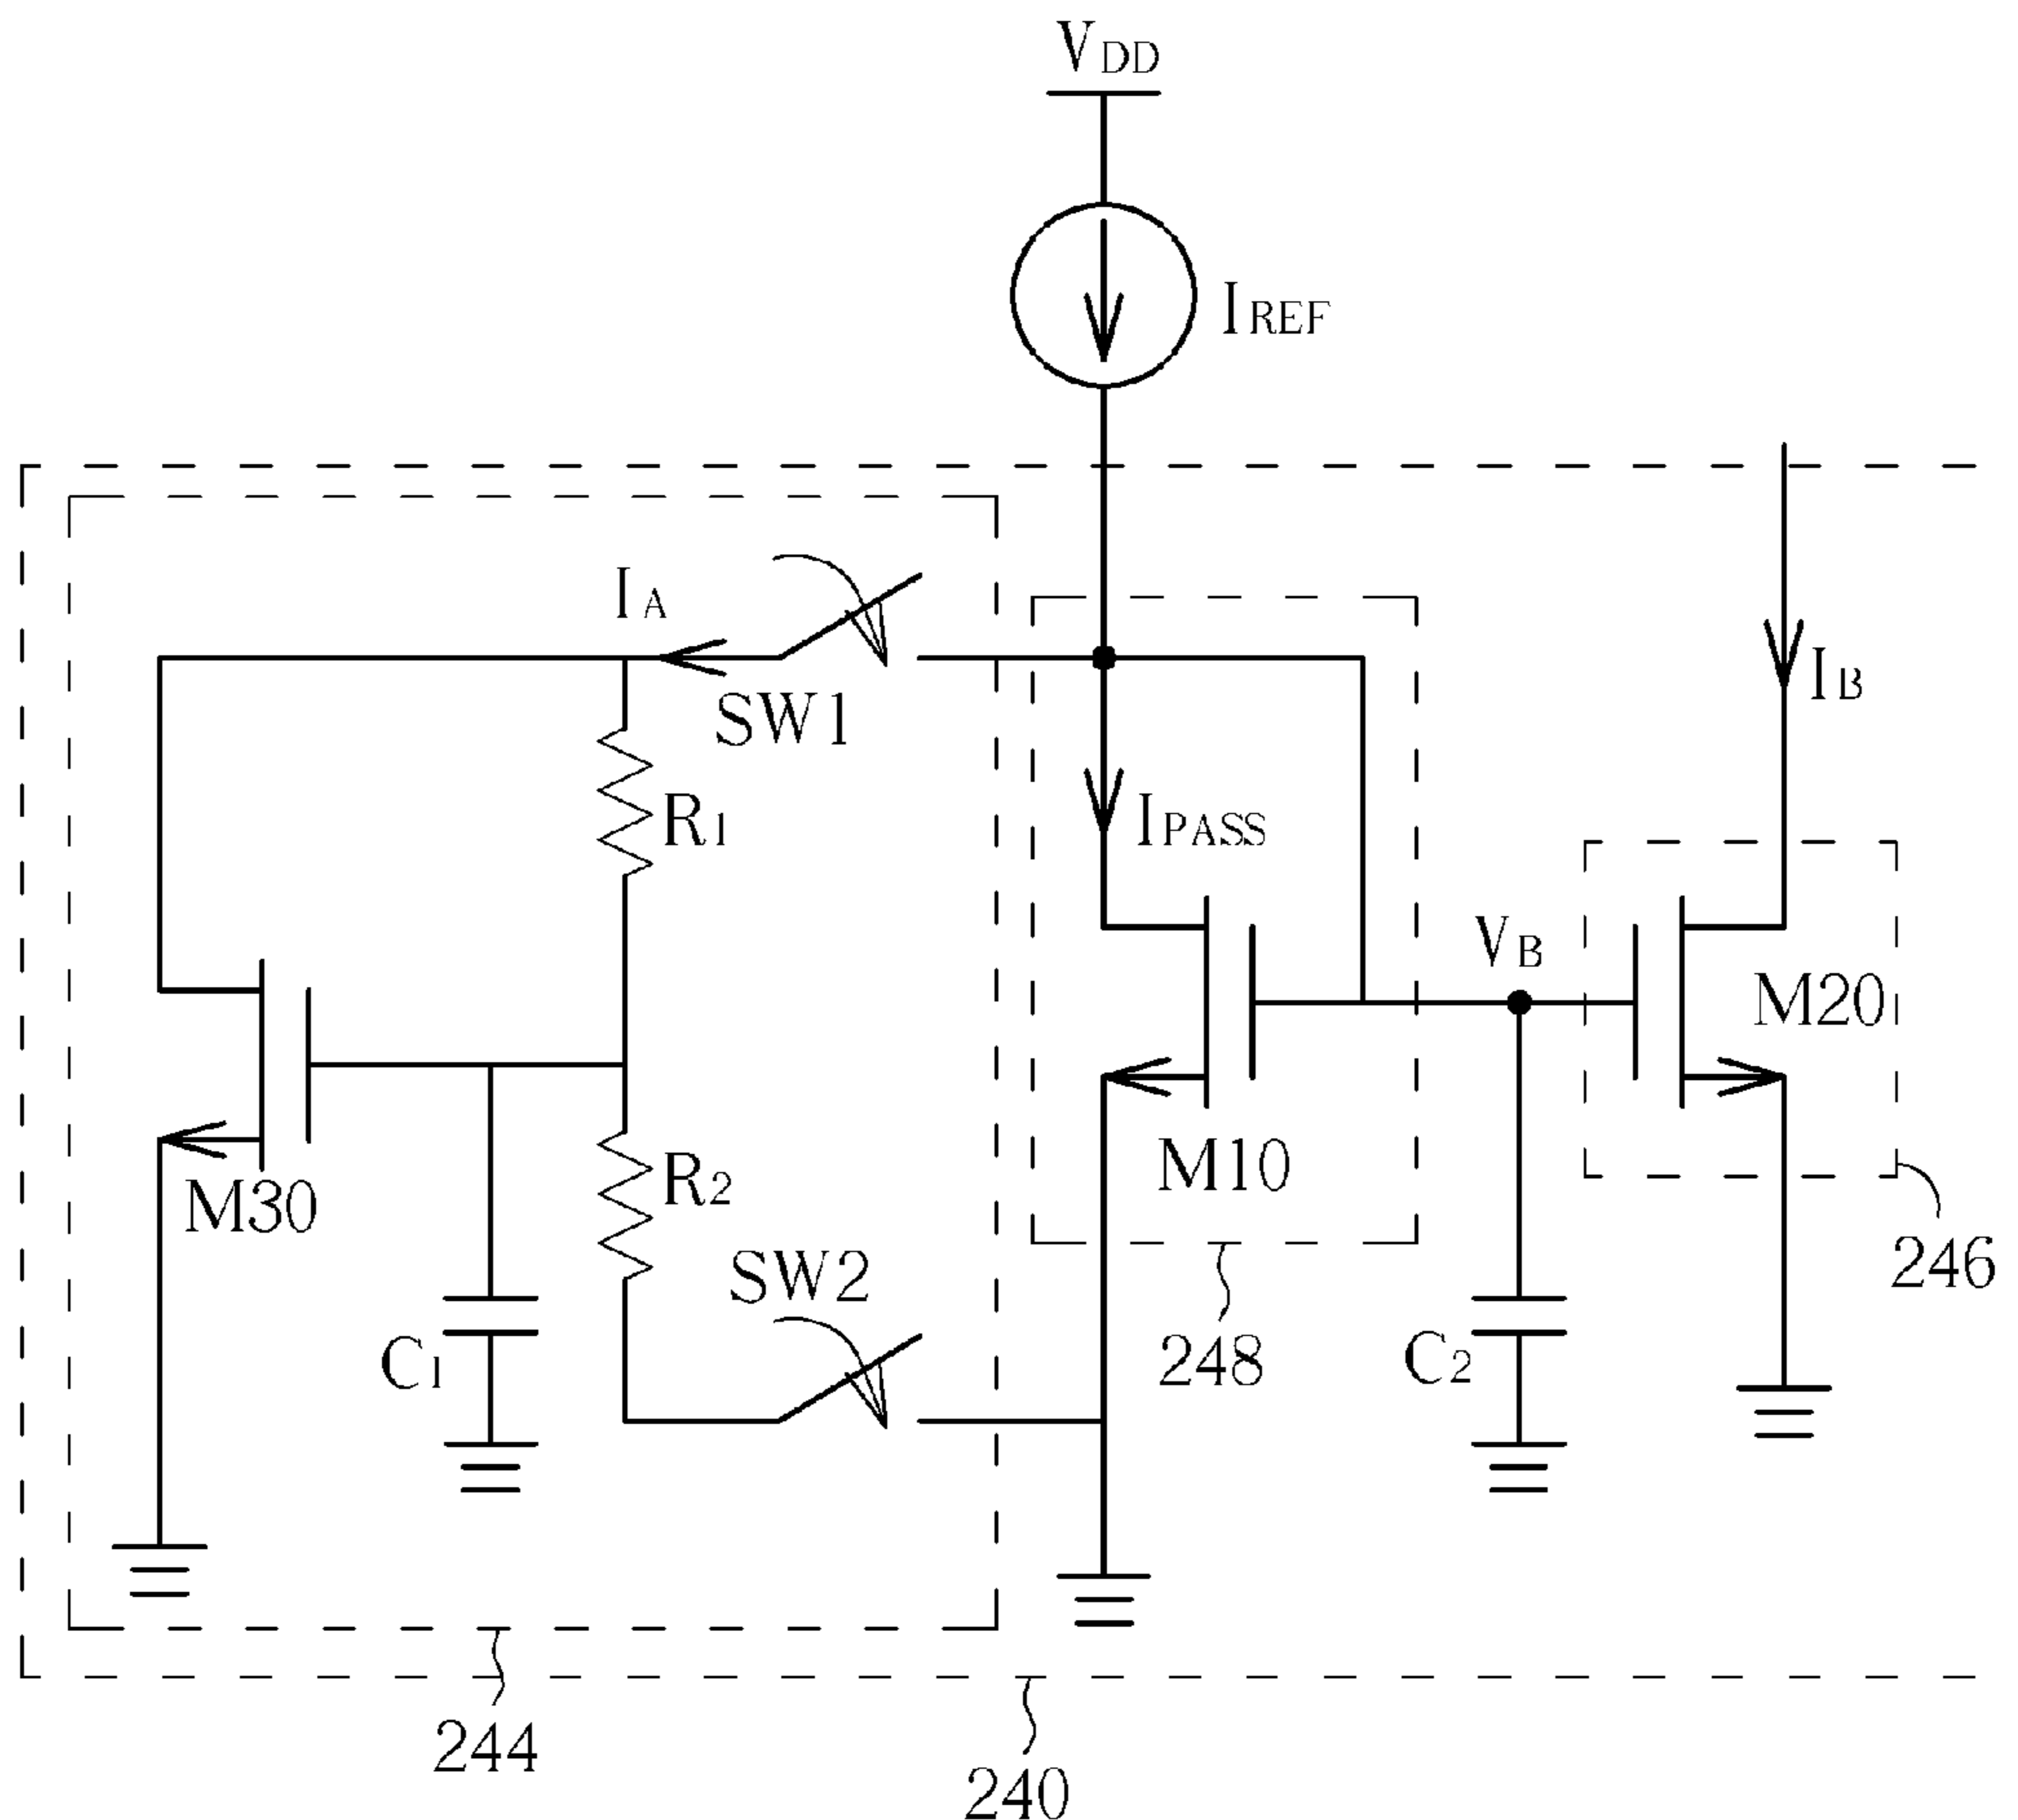 VDD
IREF
IA
SW1
IB
R1
IPASS
VB
M20
M10
R2
M30
SW2
246
C1
248
C2
244
240